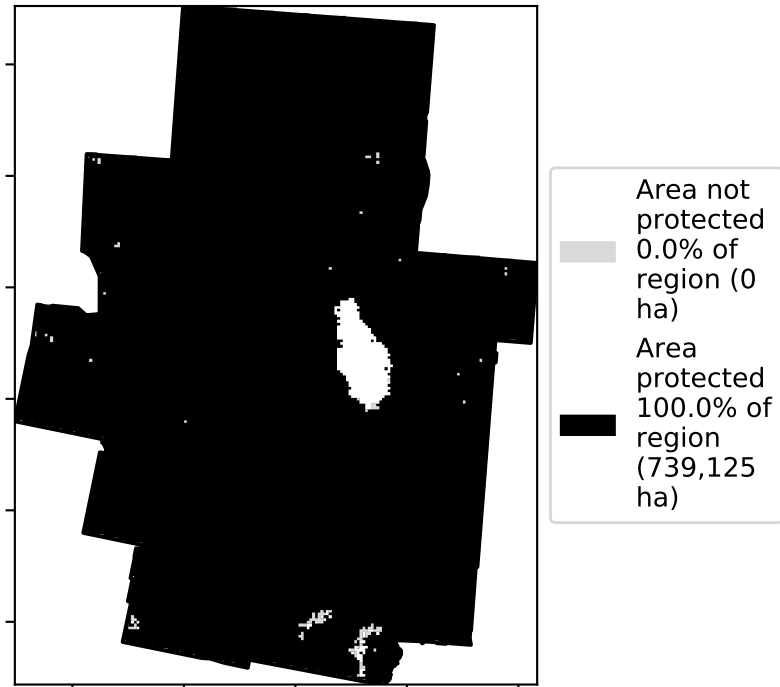 Area not
protected
0.0% of
region (0
ha)
Area
protected
100.0% of
region
(739,125
ha)